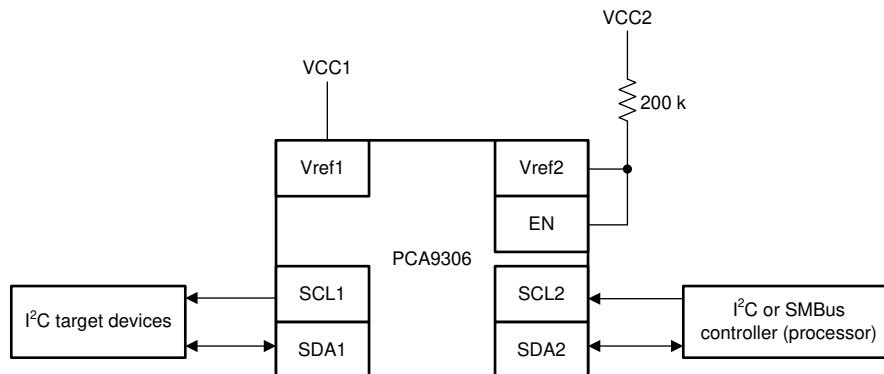 VCC2
VCC1
200 k
Vref1
Vref2
EN
PCA9306
SCL1
SCL2
I²C target devices
I²C or SMBus
controller (processor)
SDA1
SDA2